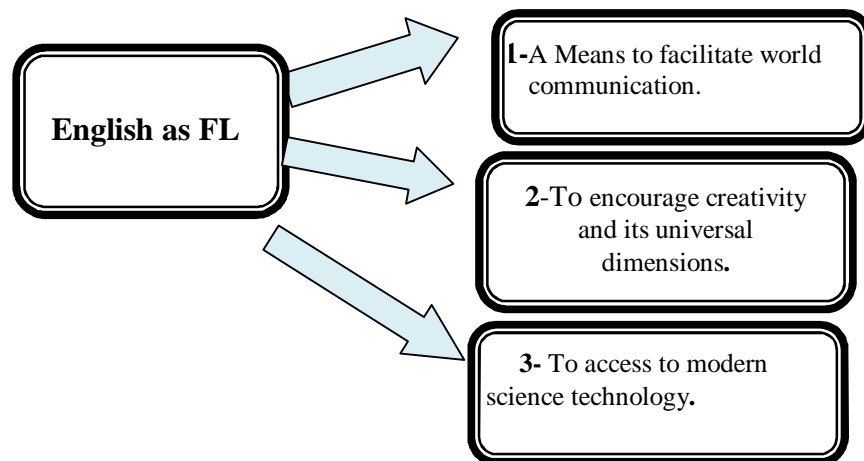 English as FL
1-A Means to facilitate world
communication.
2-To encourage creativity
and its universal
dimensions.
3- To access to modern
science technology.